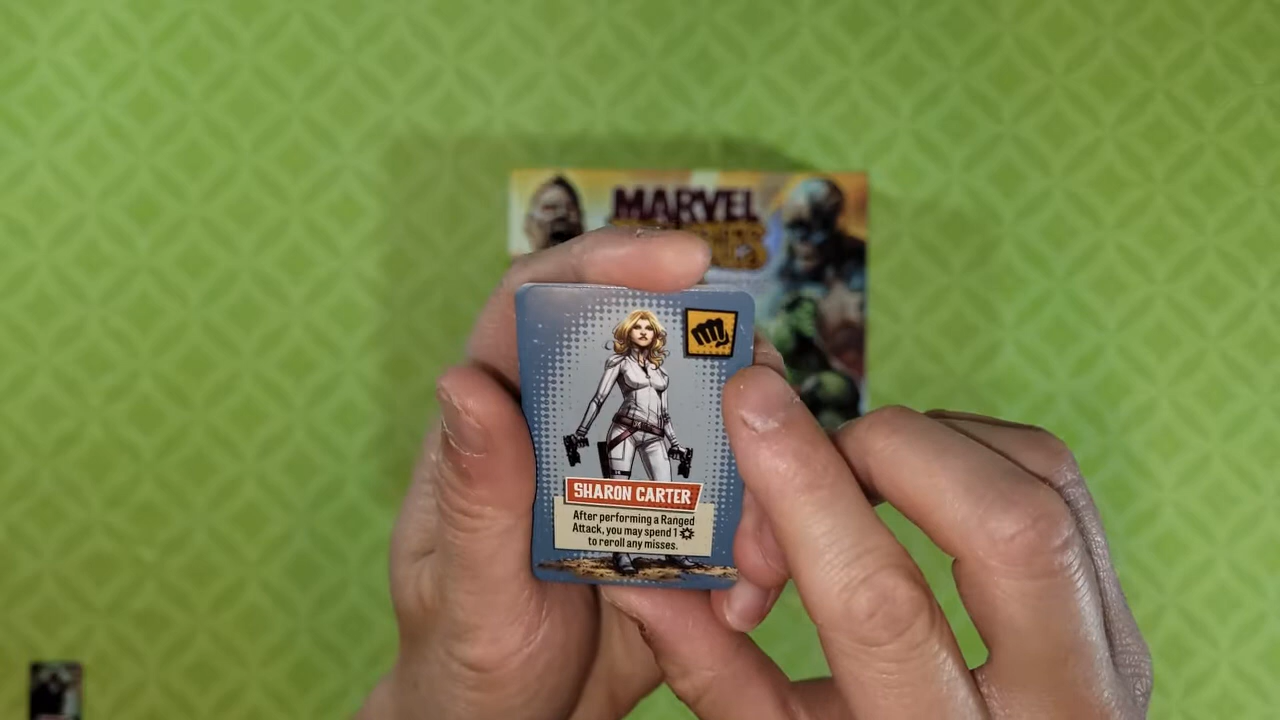 MARVEL
SHARON CARTER
After performing a Ranged
Attack, you may spend 1
to reroll any misses.